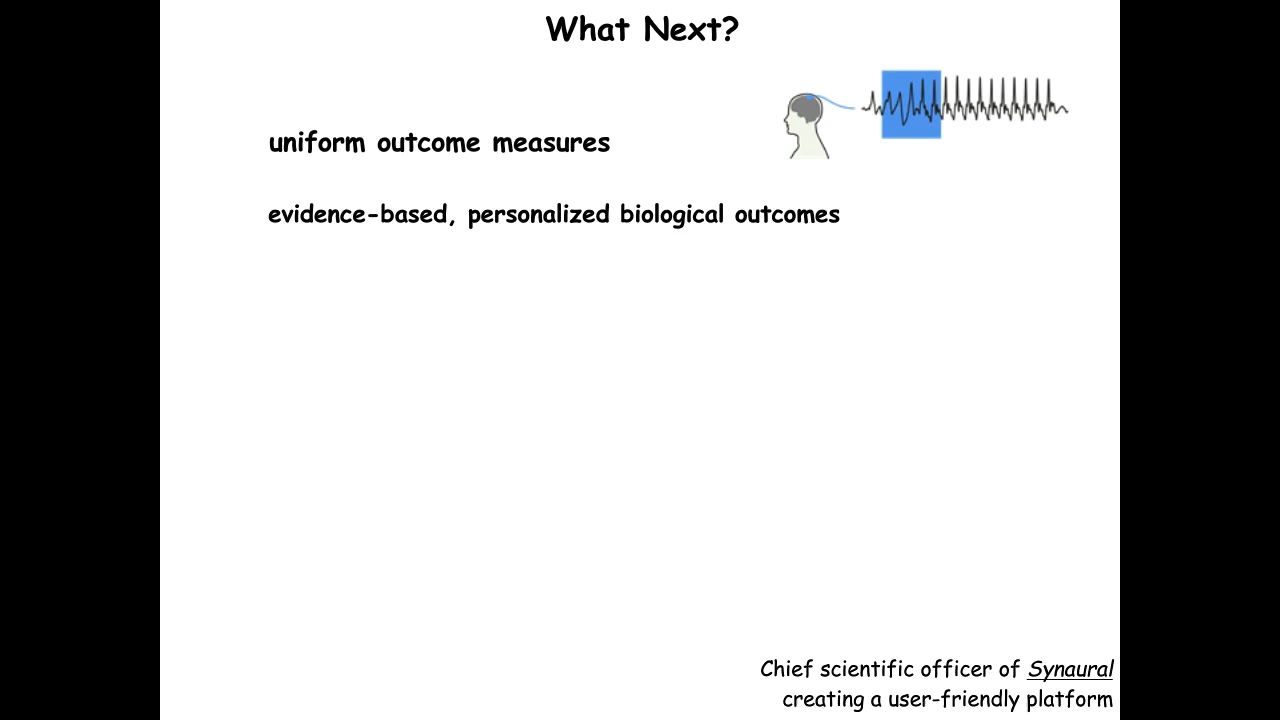 What Next?
uniform outcome measures
evidence-based, personalized biological outcomes
Chief scientific officer of Synaural
creating a user-friendly platform